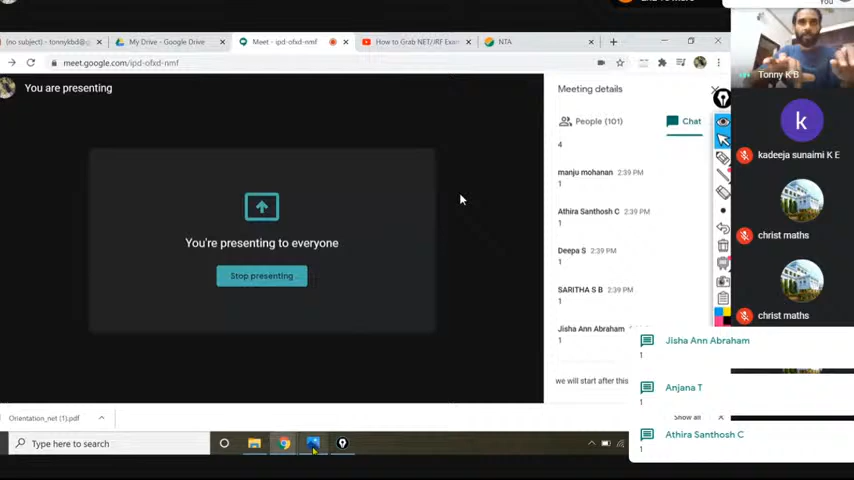 You
(no subject) - tonnykbd@g
My Drive - Google Drive
Meet - ipd-ofxd-nmf
How to Grab NET/JRF Exam
NTA
meet.google.com/ipd-ofxd-nmf
You are presenting
Meeting details
People (101)
Chat
4
manju mohanan 2:39 PM
1
Athira Santhosh C 2:39 PM
1
Deepa S 2:39 PM
1
SARITHA S B 2:39 PM
1
Jisha Ann Abraham
1
we will start after this
You're presenting to everyone
Stop presenting
Tonny K B
k
kadeeja sunaimi K E
christ maths
christ maths
Jisha Ann Abraham
1
Anjana T
1
Show all
Athira Santhosh C
1
Orientation_net (1).pdf
Type here to search